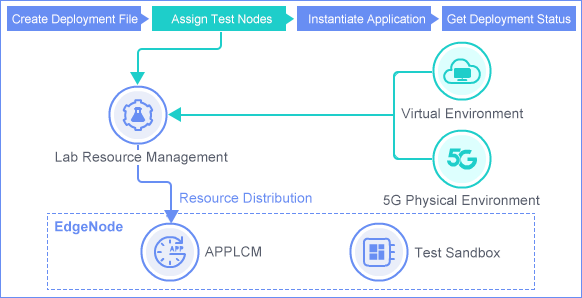 Create Deployment File
Assign Test Nodes
Instantiate Application
Get Deployment Status
Virtual Environment
Lab Resource Management
5G
5G Physical Environment
Resource Distribution
EdgeNode
APP
APPLCM
Test Sandbox